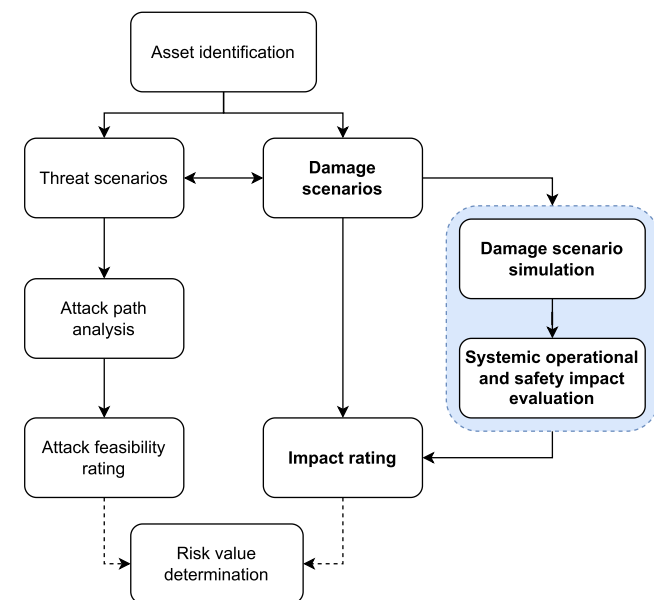 Asset identification
Threat scenarios
Damage
scenarios
Damage scenario
simulation
Attack path
analysis
Systemic operational
and safety impact
evaluation
Attack feasibility
rating
Impact rating
Risk value
determination